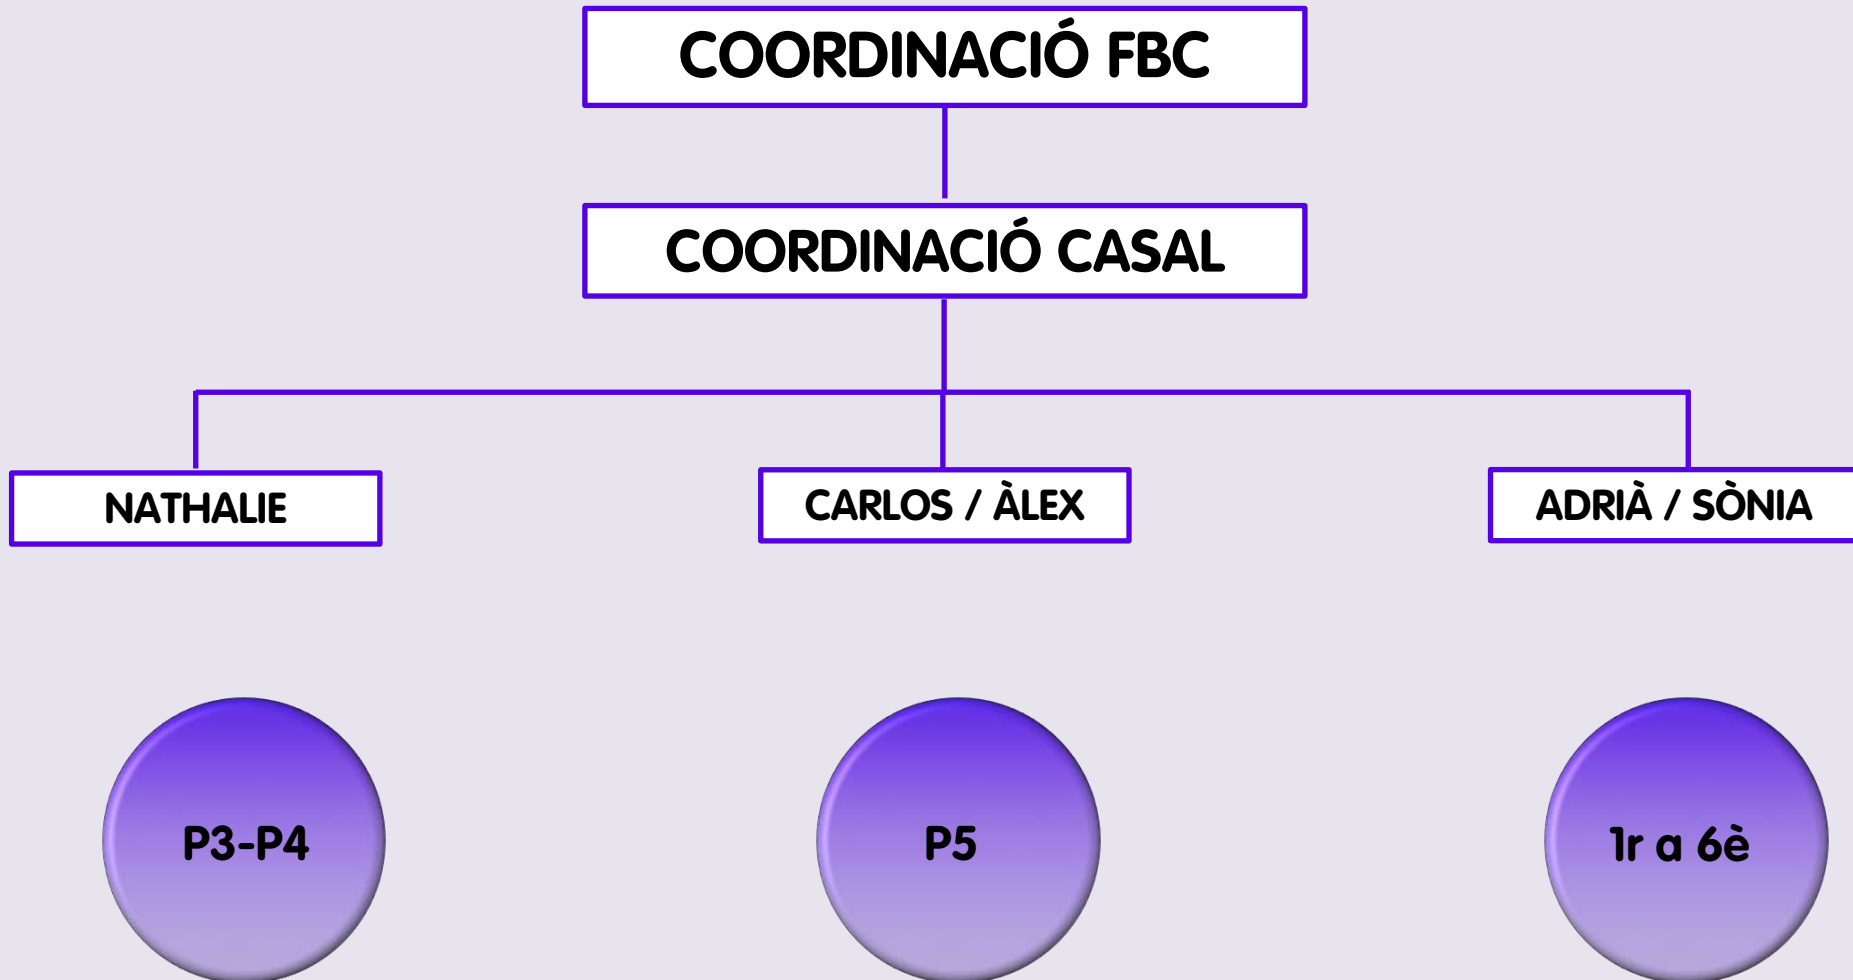 COORDINACIÓ FBC
COORDINACIÓ CASAL
NATHALIE
CARLOS / ÀLEX
ADRIÀ / SÒNIA
P3-P4
P5
1r a 6è